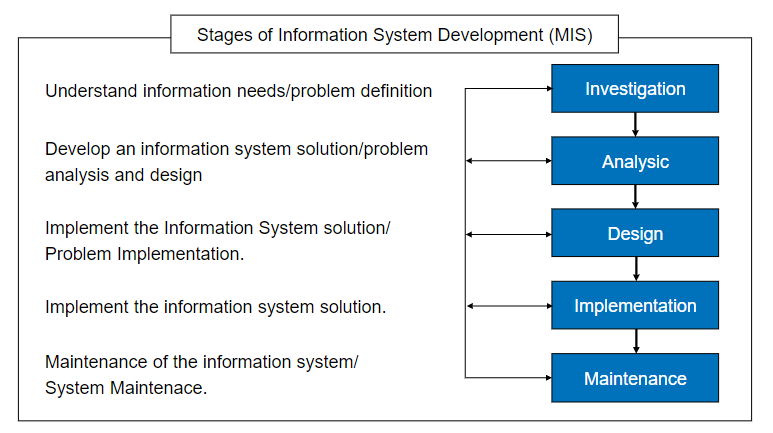 Stages of Information System Development (MIS)
Understand information needs/problem definition
Investigation
Develop an information system solution/problem
analysis and design
Analysic
Implement the Information System solution/
Problem Implementation.
Design
Implement the information system solution.
Implementation
Maintenance of the information system/
System Maintenace.
Maintenance